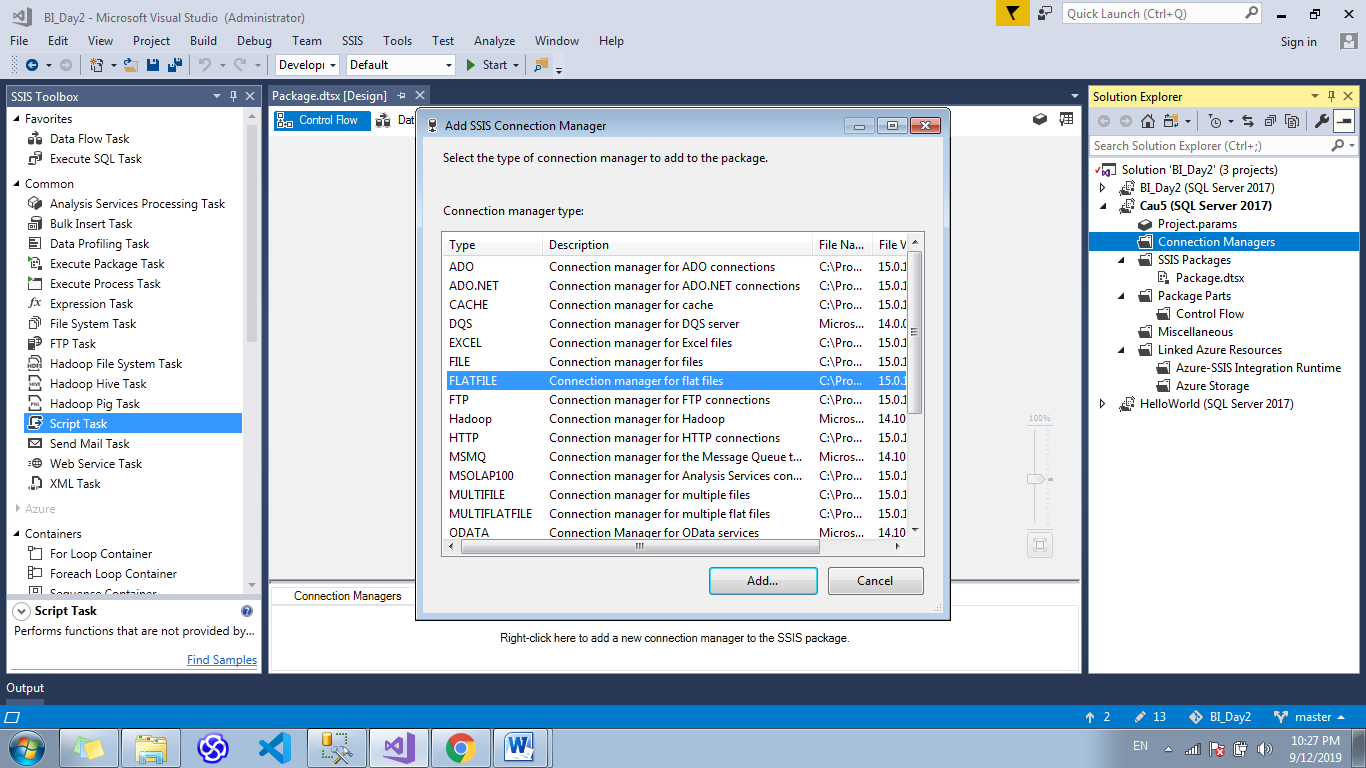 BI_Day2 - Microsoft Visual Studio (Administrator)
Quick Launch (Ctrl+Q)
File Edit View Project Build Debug Team SSIS Tools Test Analyze Window Help
Sign in
Developı Default Start
SSIS Toolbox
Favorites
Data Flow Task
Execute SQL Task
Common
Analysis Services Processing Task
Bulk Insert Task
Data Profiling Task
Execute Package Task
Execute Process Task
Expression Task
File System Task
FTP Task
Hadoop File System Task
Hadoop Hive Task
Hadoop Pig Task
Script Task
Send Mail Task
Web Service Task
XML Task
Azure
Containers
For Loop Container
Foreach Loop Container
Sequence Container
Script Task
Performs functions that are not provided by...
Find Samples
Package.dtsx [Design]
Control Flow
Dat
Add SSIS Connection Manager
Select the type of connection manager to add to the package.
Connection manager type:
Type Description File Na... File V
ADO Connection manager for ADO connections C:\Pro... 15.0.1
ADO.NET Connection manager for ADO.NET connections C:\Pro... 15.0.1
CACHE Connection manager for cache C:\Pro... 15.0.1
DQS Connection manager for DQS server Micros... 14.0.0
EXCEL Connection manager for Excel files C:\Pro... 15.0.1
FILE Connection manager for files C:\Pro... 15.0.1
FLATFILE Connection manager for flat files C:\Pro... 15.0.1
FTP Connection manager for FTP connections C:\Pro... 15.0.1
Hadoop Connection manager for Hadoop Micros... 14.10
HTTP Connection manager for HTTP connections C:\Pro... 15.0.1
MSMQ Connection manager for the Message Queue t... Micros... 14.10
MSOLAP100 Connection manager for Analysis Services con... C:\Pro... 15.0.1
MULTIFILE Connection manager for multiple files C:\Pro... 15.0.1
MULTIFLATFILE Connection manager for multiple flat files C:\Pro... 15.0.1
ODATA Connection Manager for OData services Micros... 14.10
Add...
Cancel
100%
Connection Managers
Right-click here to add a new connection manager to the SSIS package.
Solution Explorer
Search Solution Explorer (Ctrl+;)
Solution 'BI_Day2' (3 projects)
BI_Day2 (SQL Server 2017)
Cau5 (SQL Server 2017)
Project.params
Connection Managers
SSIS Packages
Package.dtsx
Package Parts
Control Flow
Miscellaneous
Linked Azure Resources
Azure-SSIS Integration Runtime
Azure Storage
HelloWorld (SQL Server 2017)
Output
2 13 BI_Day2 master
EN
10:27 PM
9/12/2019